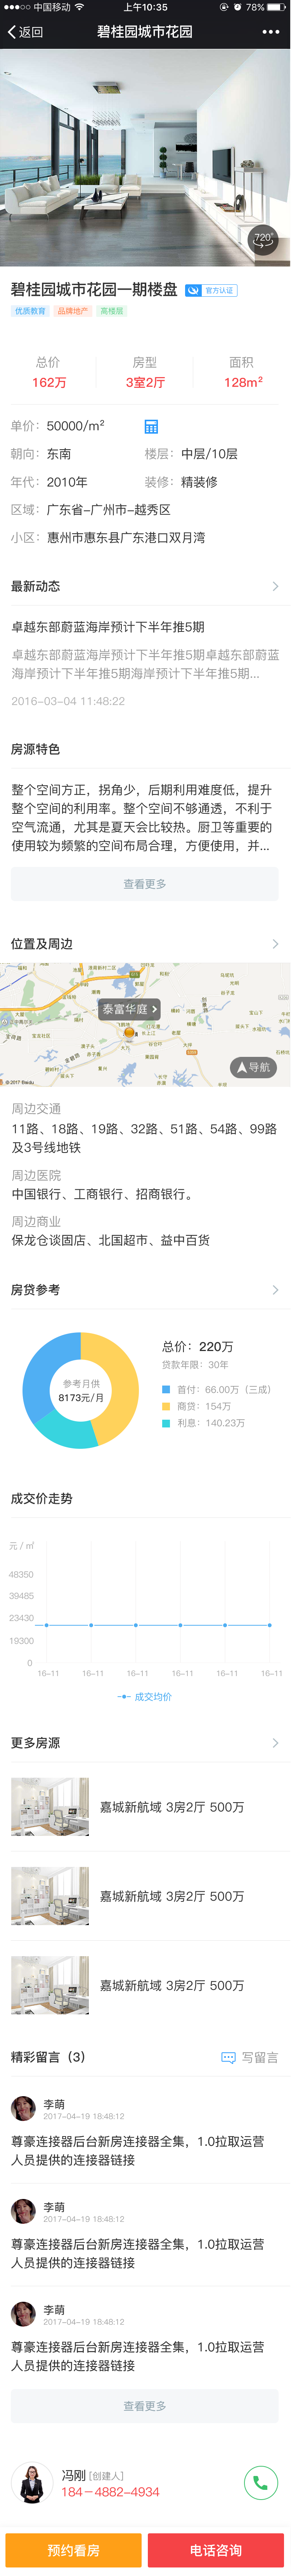 中国移动 上午10:35 78%
返回 碧桂园城市花园
720°
碧桂园城市花园一期楼盘 官方认证
优质教育 品牌地产 高楼层
总价 房型 面积
162万 3室2厅 128m²
单价：50000/m²
朝向：东南 楼层：中层/10层
年代：2010年 装修：精装修
区域：广东省-广州市-越秀区
小区：惠州市惠东县广东港口双月湾
最新动态
卓越东部蔚蓝海岸预计下半年推5期
卓越东部蔚蓝海岸预计下半年推5期卓越东部蔚蓝
海岸预计下半年推5期海岸预计下半年推5期...
2016-03-04 11:48:22
房源特色
整个空间方正，拐角少，后期利用难度低，提升
整个空间的利用率。整个空间不够通透，不利于
空气流通，尤其是夏天会比较热。厨卫等重要的
使用较为频繁的空间布局合理，方便使用，并...
查看更多
位置及周边
泰富华庭
导航
© 2017 Baidu
周边交通
11路、18路、19路、32路、51路、54路、99路
及3号线地铁
周边医院
中国银行、工商银行、招商银行。
周边商业
保龙仓谈固店、北国超市、益中百货
房贷参考
参考月供
8173元/月
总价：220万
贷款年限：30年
首付：66.00万（三成）
商贷：154万
利息：140.23万
成交价走势
元 / ㎡
48350
39485
23430
19300
0
16-11 16-11 16-11 16-11 16-11 16-11
成交均价
更多房源
嘉城新航域 3房2厅 500万
嘉城新航域 3房2厅 500万
嘉城新航域 3房2厅 500万
精彩留言（3） 写留言
李萌
2017-04-19 18:48:12
尊豪连接器后台新房连接器全集，1.0拉取运营
人员提供的连接器链接
李萌
2017-04-19 18:48:12
尊豪连接器后台新房连接器全集，1.0拉取运营
人员提供的连接器链接
李萌
2017-04-19 18:48:12
尊豪连接器后台新房连接器全集，1.0拉取运营
人员提供的连接器链接
查看更多
冯刚 [创建人]
184-4882-4934
预约看房 电话咨询